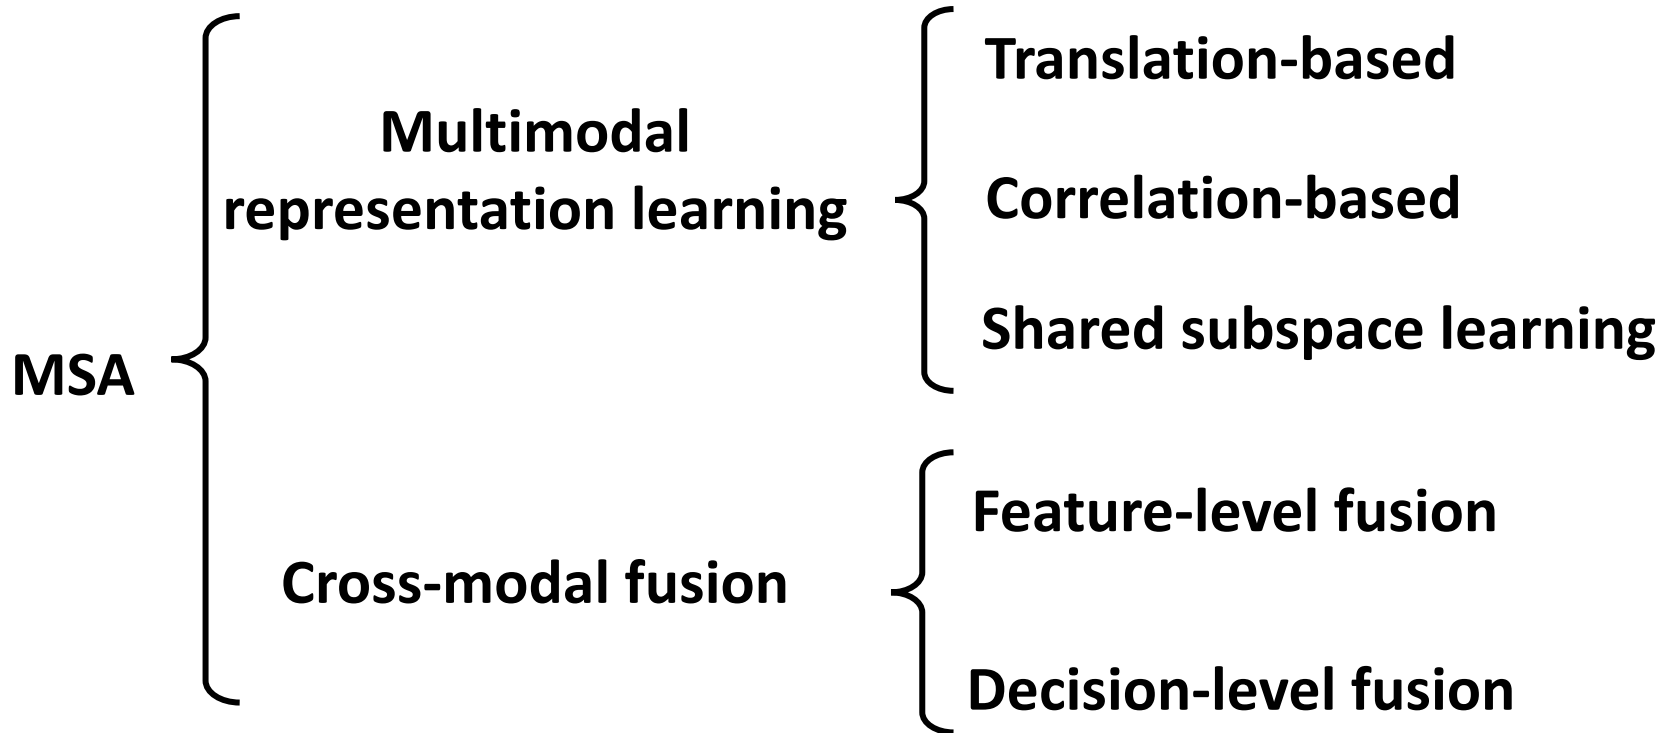 MSA
Multimodal
representation learning
Translation-based
Correlation-based
Shared subspace learning
Cross-modal fusion
Feature-level fusion
Decision-level fusion